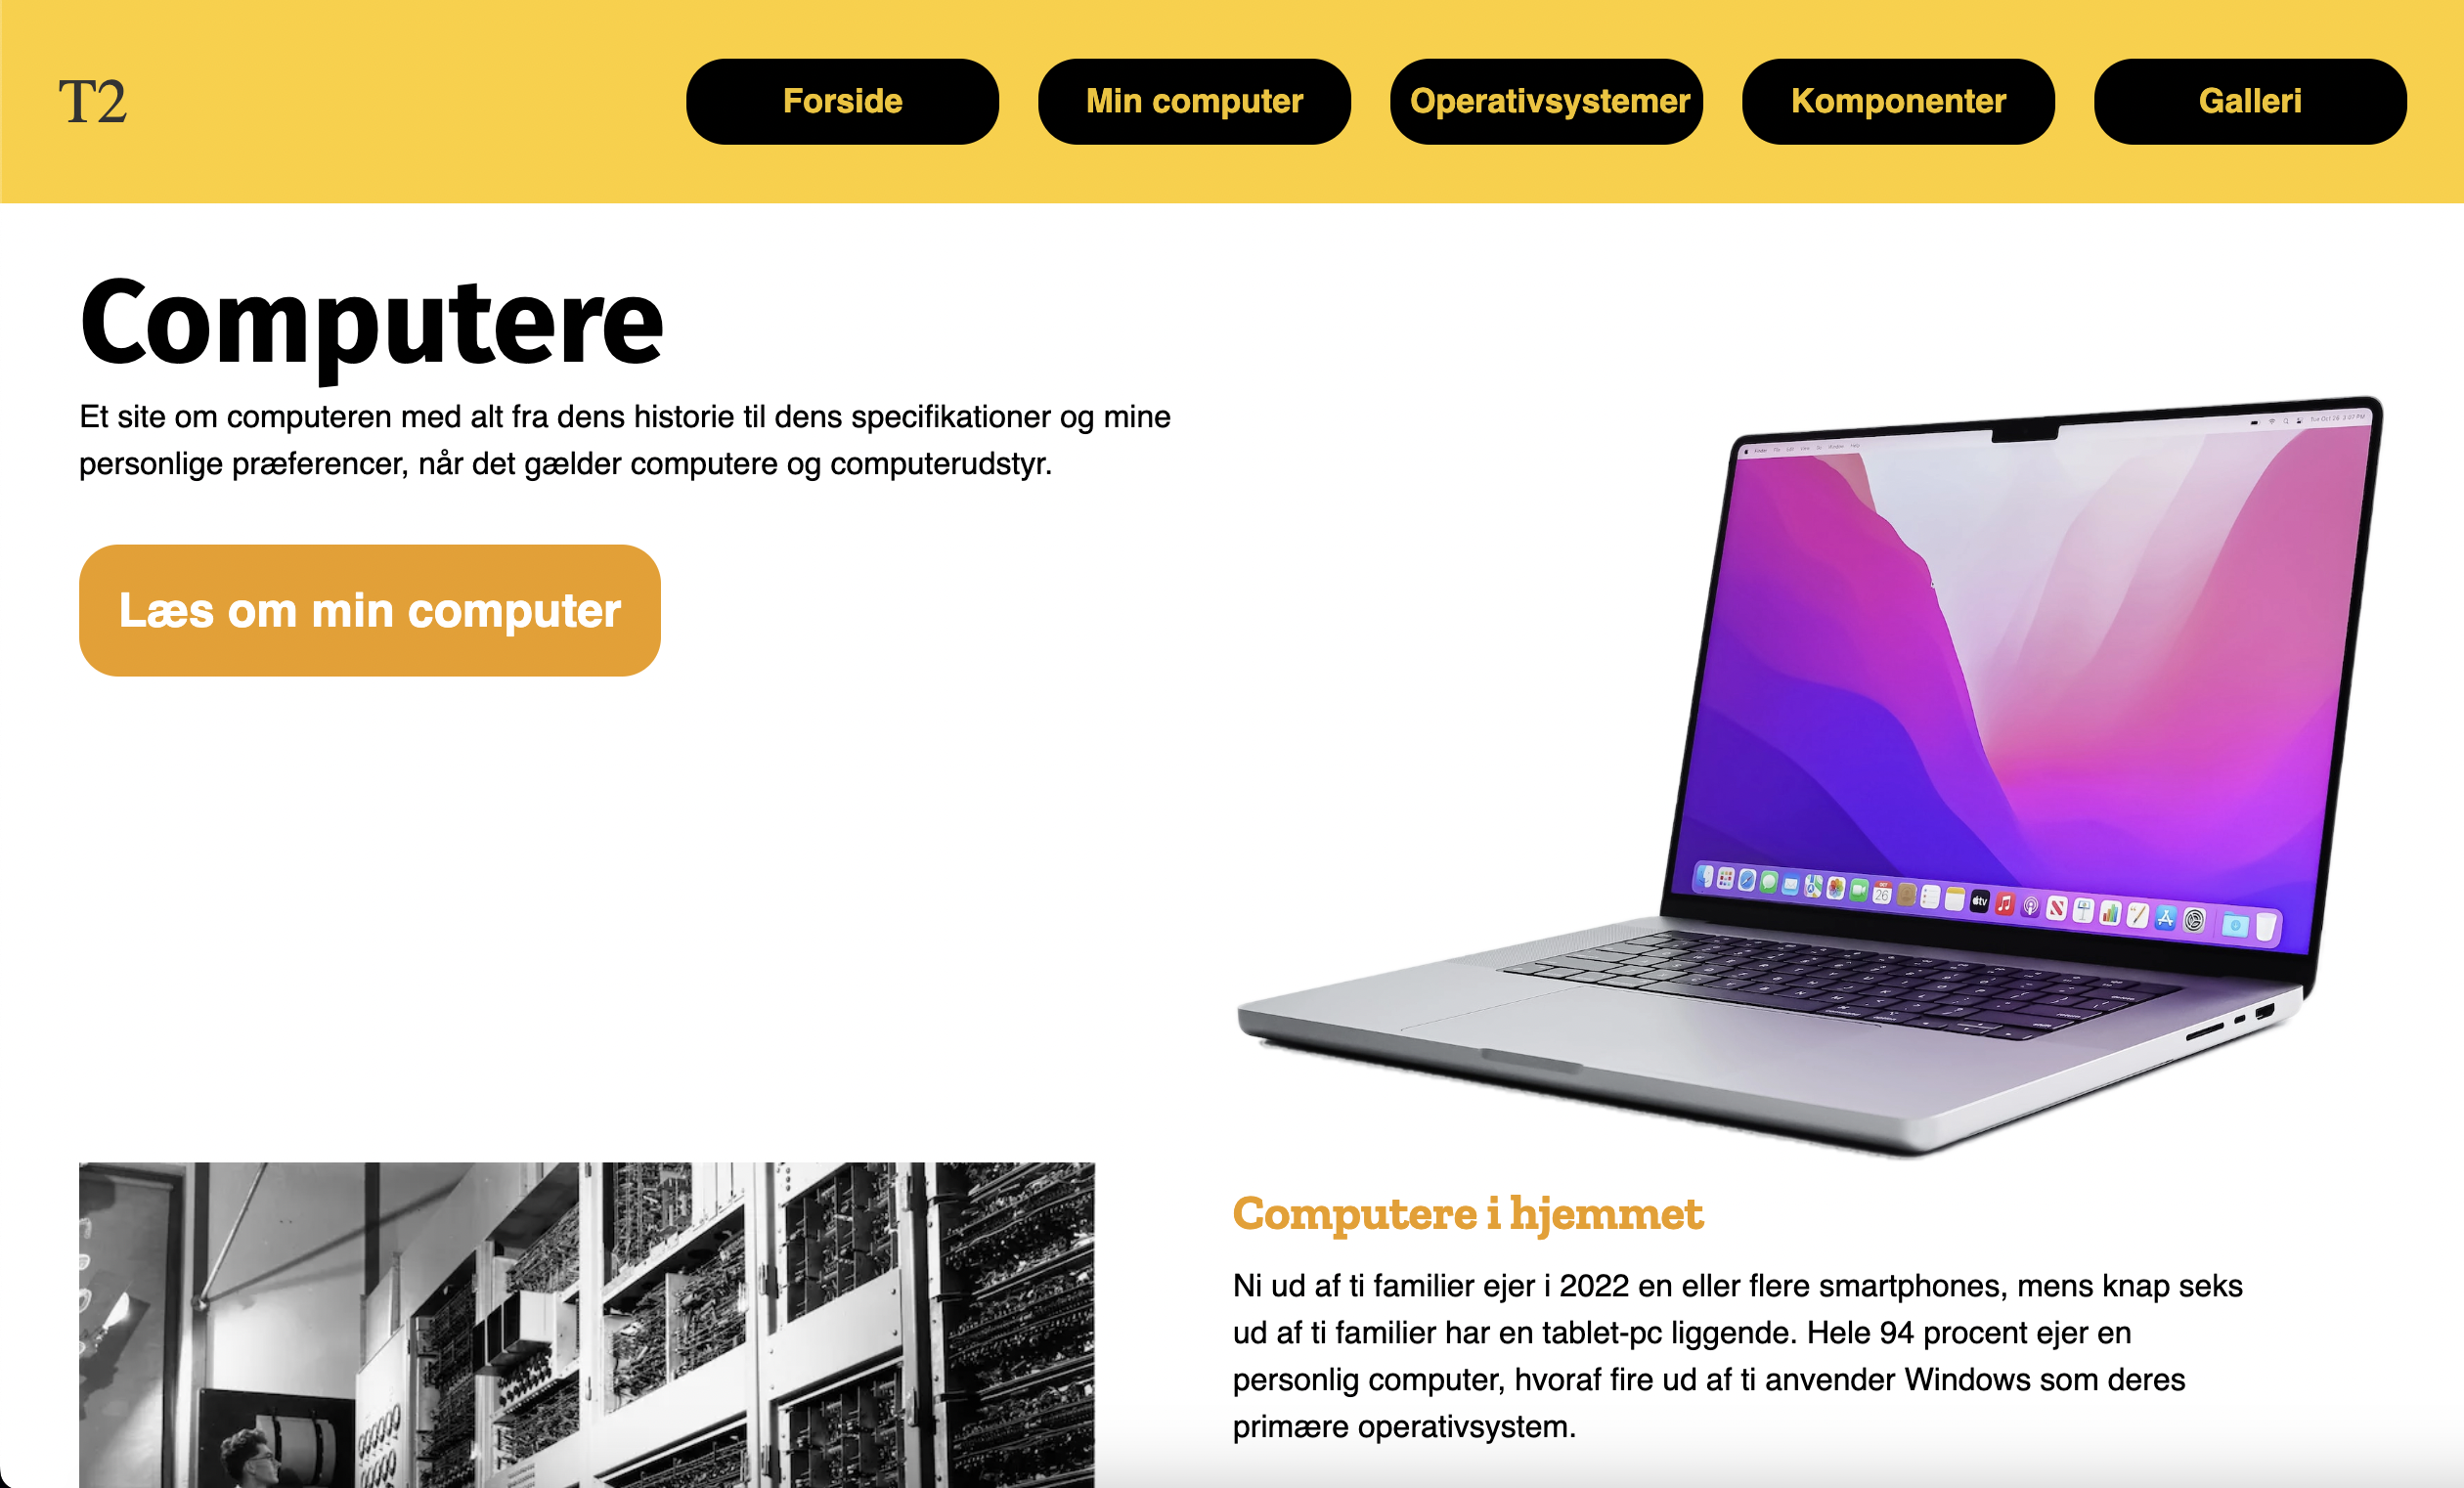 T2
Forside
Min computer
Operativsystemer
Komponenter
Galleri
Computere
Et site om computeren med alt fra dens historie til dens specifikationer og mine
personlige præferencer, når det gælder computere og computerudstyr.
Læs om min computer
Computere i hjemmet
Ni ud af ti familier ejer i 2022 en eller flere smartphones, mens knap seks
ud af ti familier har en tablet-pc liggende. Hele 94 procent ejer en
personlig computer, hvoraf fire ud af ti anvender Windows som deres
primære operativsystem.